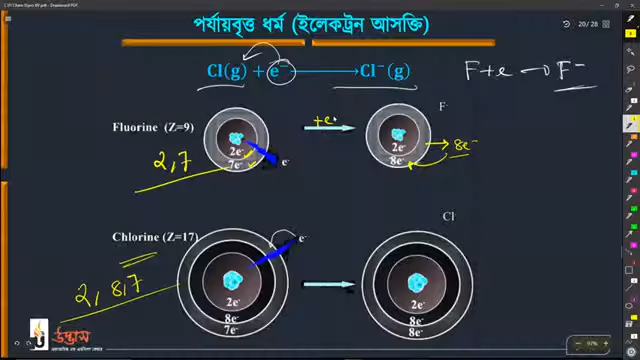 পর্যায়বৃত্ত ধর্ম (ইলেকট্রন আসক্তি)
20 / 28
Cl(g) + e⁻ ⟶ Cl⁻(g)
F+e → F⁻
Fluorine (Z=9)
2,7
2e⁻
7e⁻
e⁻
+e
F⁻
2e⁻
8e⁻
8e⁻
Chlorine (Z=17)
2, 8,7
2e⁻
8e⁻
7e⁻
e⁻
Cl⁻
2e⁻
8e⁻
8e⁻
উদ্ভাস
97%